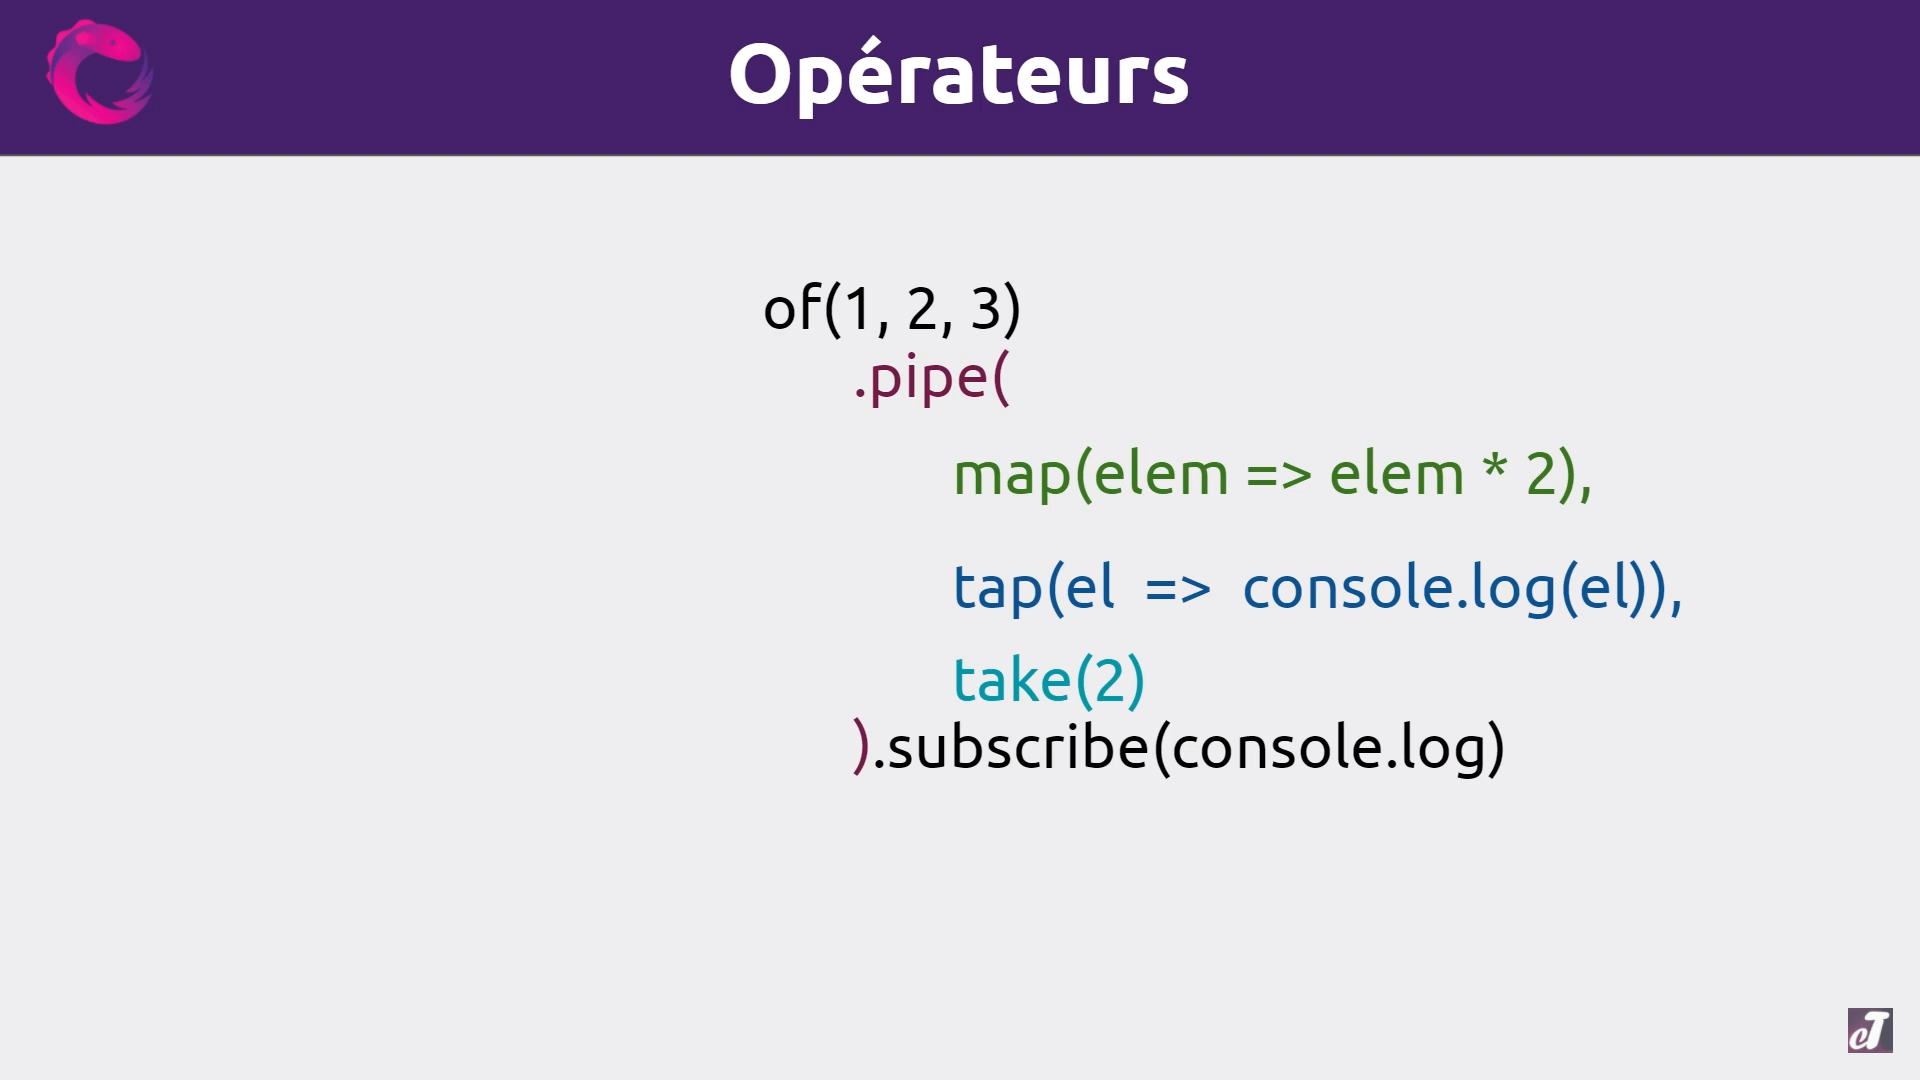 Opérateurs
of(1, 2, 3)
.pipe(
map(elem => elem * 2),
tap(el => console.log(el)),
take(2)
).subscribe(console.log)
cT